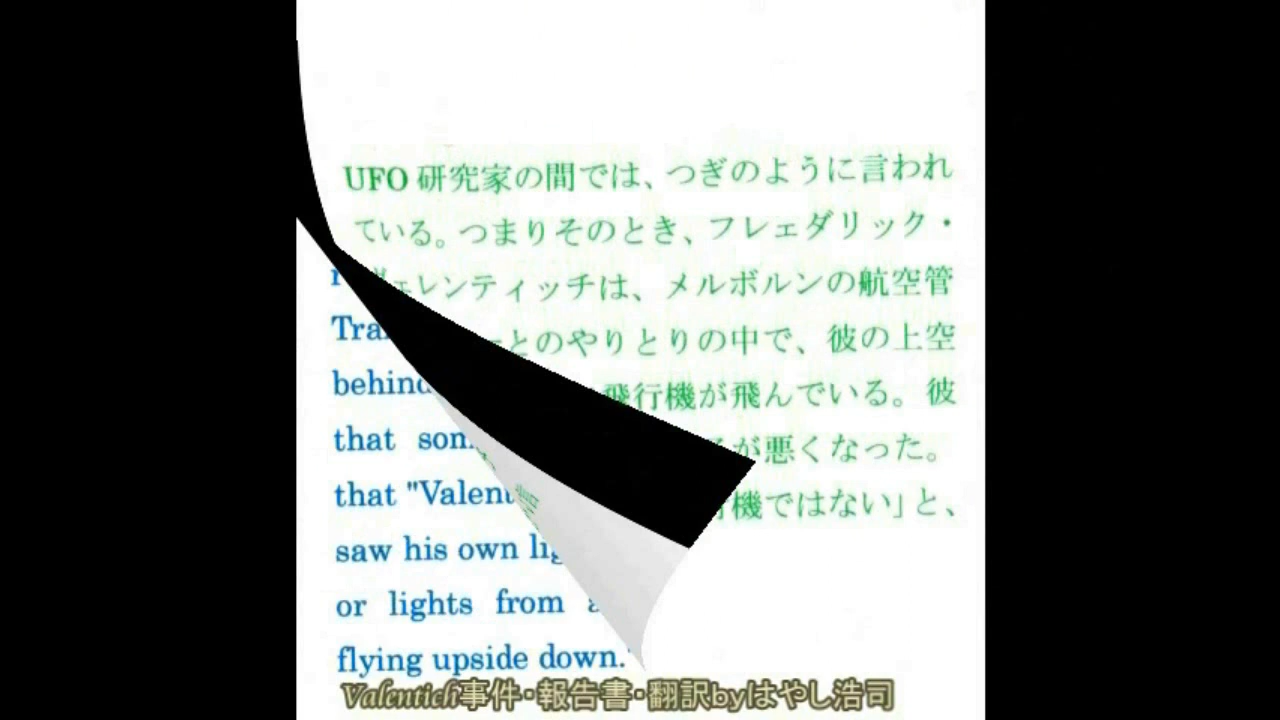 UFO 研究家の間では、つぎのように言われ
ている。つまりそのとき、フレェダリック・
ヴェレンティッチは、メルボルンの航空管
ーとのやりとりの中で、彼の上空
飛行機が飛んでいる。彼
が悪くなった。
機ではない」と、
behind
that
that "Valent
saw his own
or lights from
flying upside down."
Valentich事件・報告書・翻訳byはやし浩司